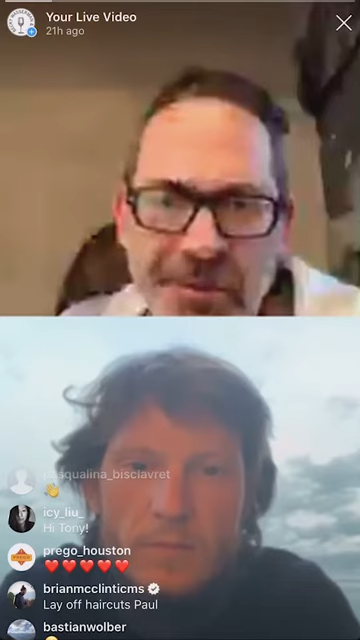 Your Live Video
21h ago
pasqualina_bisclavret
👏
icy_liu_
Hi Tony!
prego_houston
❤️❤️❤️❤️❤️
brianmcclinticms
Lay off haircuts Paul
bastianwolber